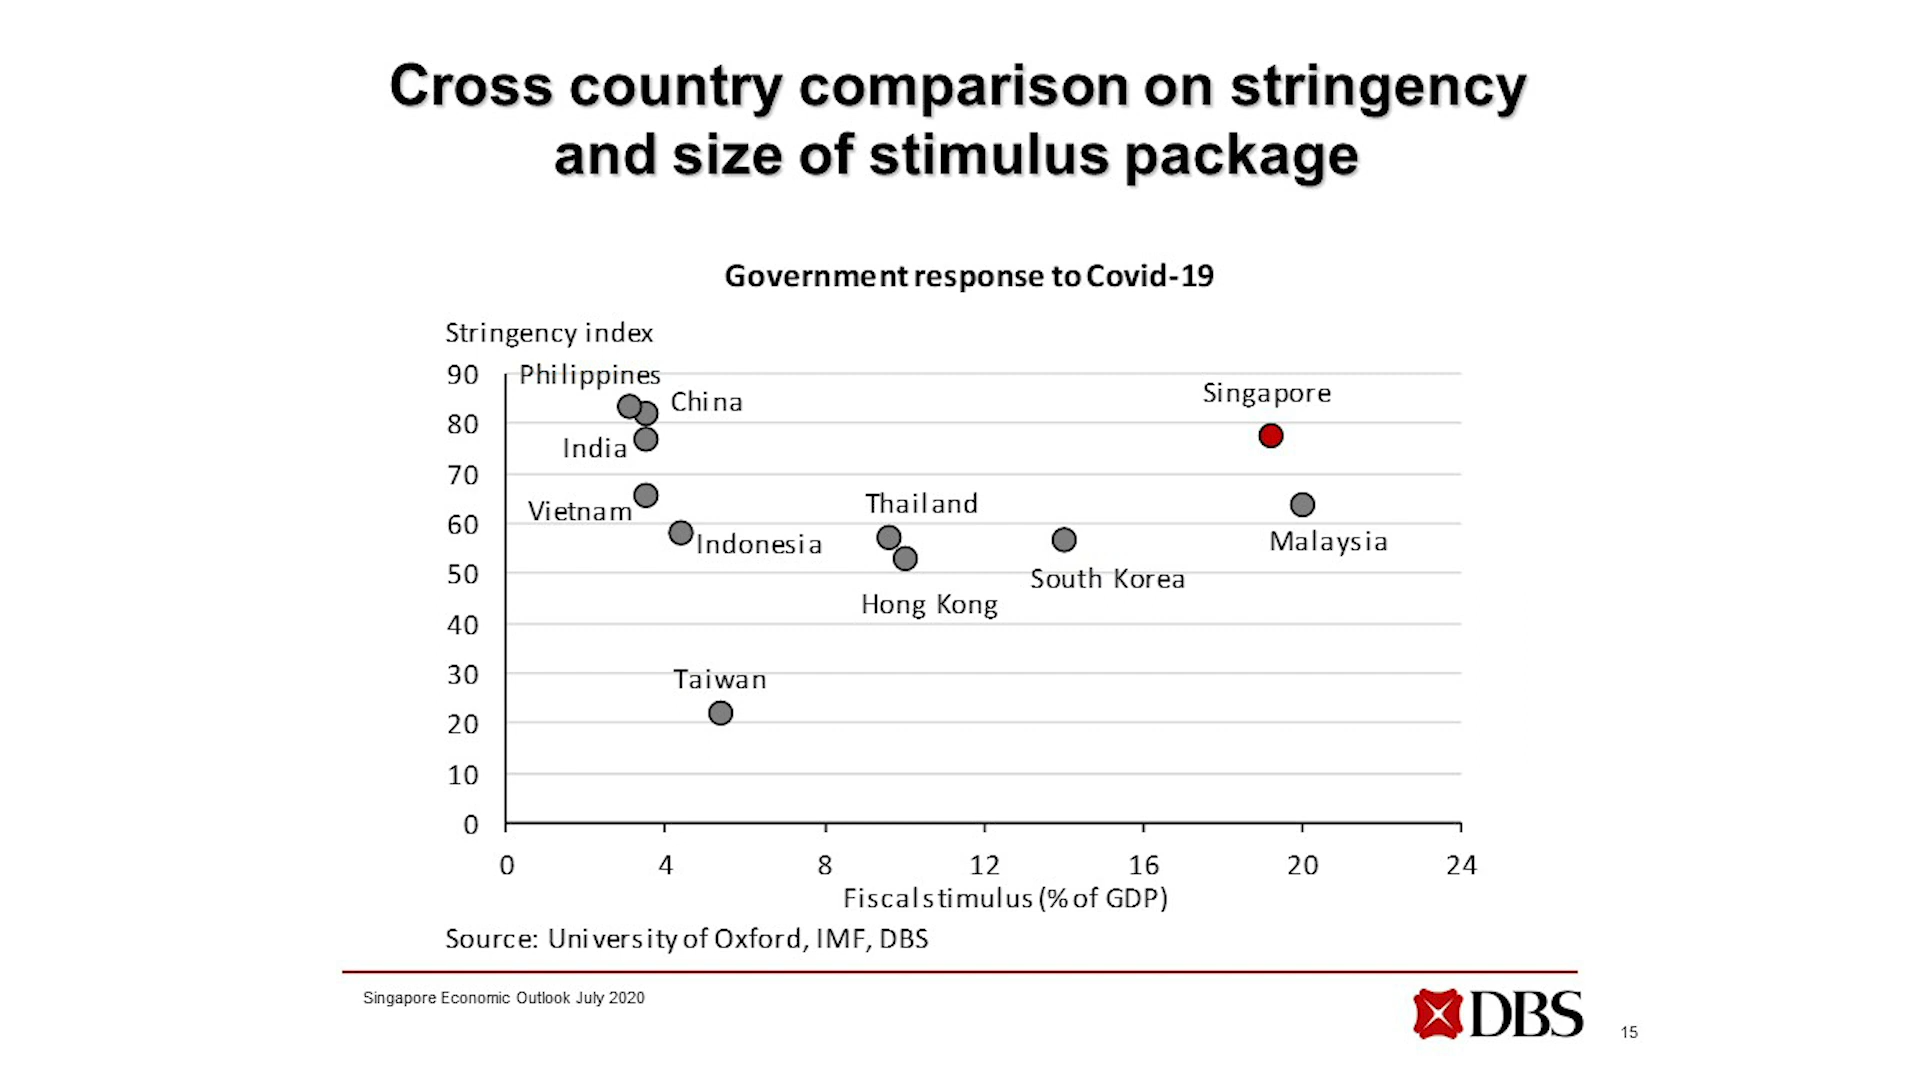 Cross country comparison on stringency
and size of stimulus package
Government response to Covid-19
Stringency index
90
Philippines
China
Singapore
80
India
70
Thailand
Vietnam
60
Indonesia
Malaysia
50
South Korea
Hong Kong
40
30
Taiwan
20
10
0
0 4 8 12 16 20 24
Fiscal stimulus (% of GDP)
Source: University of Oxford, IMF, DBS
Singapore Economic Outlook July 2020
DBS
15